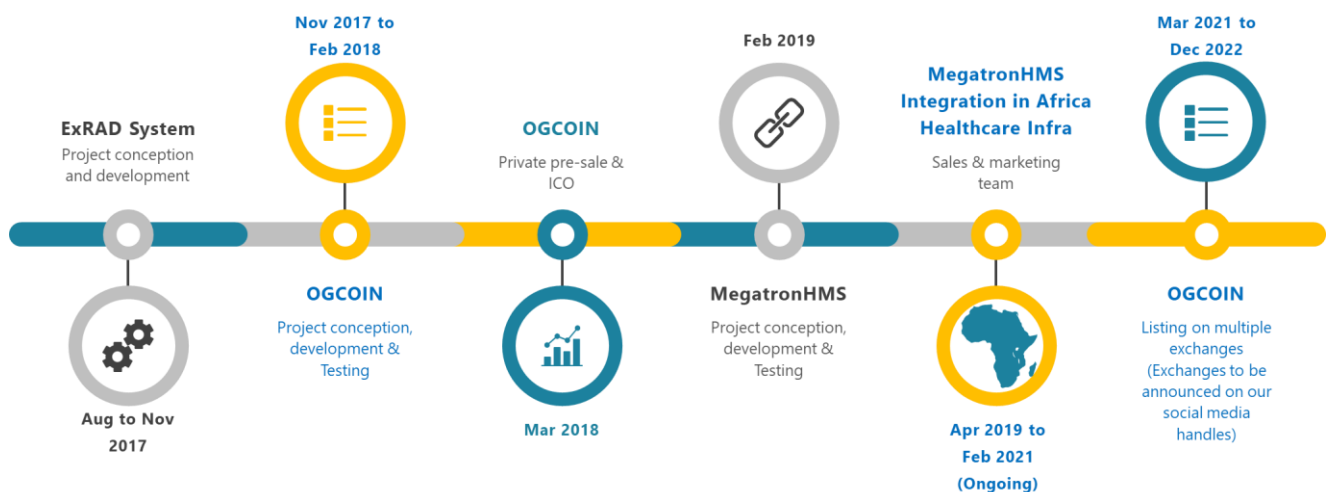 ExRAD System
Project conception
and development
Aug to Nov
2017
Nov 2017 to
Feb 2018
OGCOIN
Project conception,
development &
Testing
OGCOIN
Private pre-sale &
ICO
Mar 2018
Feb 2019
MegatronHMS
Project conception,
development &
Testing
MegatronHMS
Integration in Africa
Healthcare Infra
Sales & marketing
team
Apr 2019 to
Feb 2021
(Ongoing)
Mar 2021 to
Dec 2022
OGCOIN
Listing on multiple
exchanges
(Exchanges to be
announced on our
social media
handles)